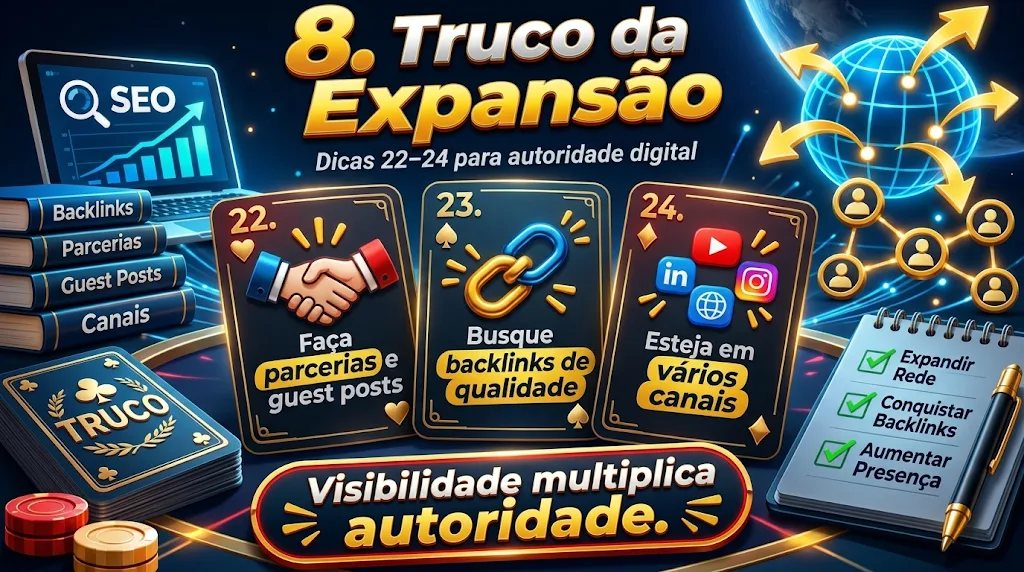 8. Truco da
Expansão
Dicas 22–24 para autoridade digital
SEO
Backlinks
Parcerias
Guest Posts
Canais
TRUCO
22.
Faça
parcerias e
guest posts
23.
Busque
backlinks de
qualidade
24.
in
Esteja em
vários
canais
Expandir
Rede
Conquistar
Backlinks
Aumentar
Presença
Visibilidade multiplica
autoridade.